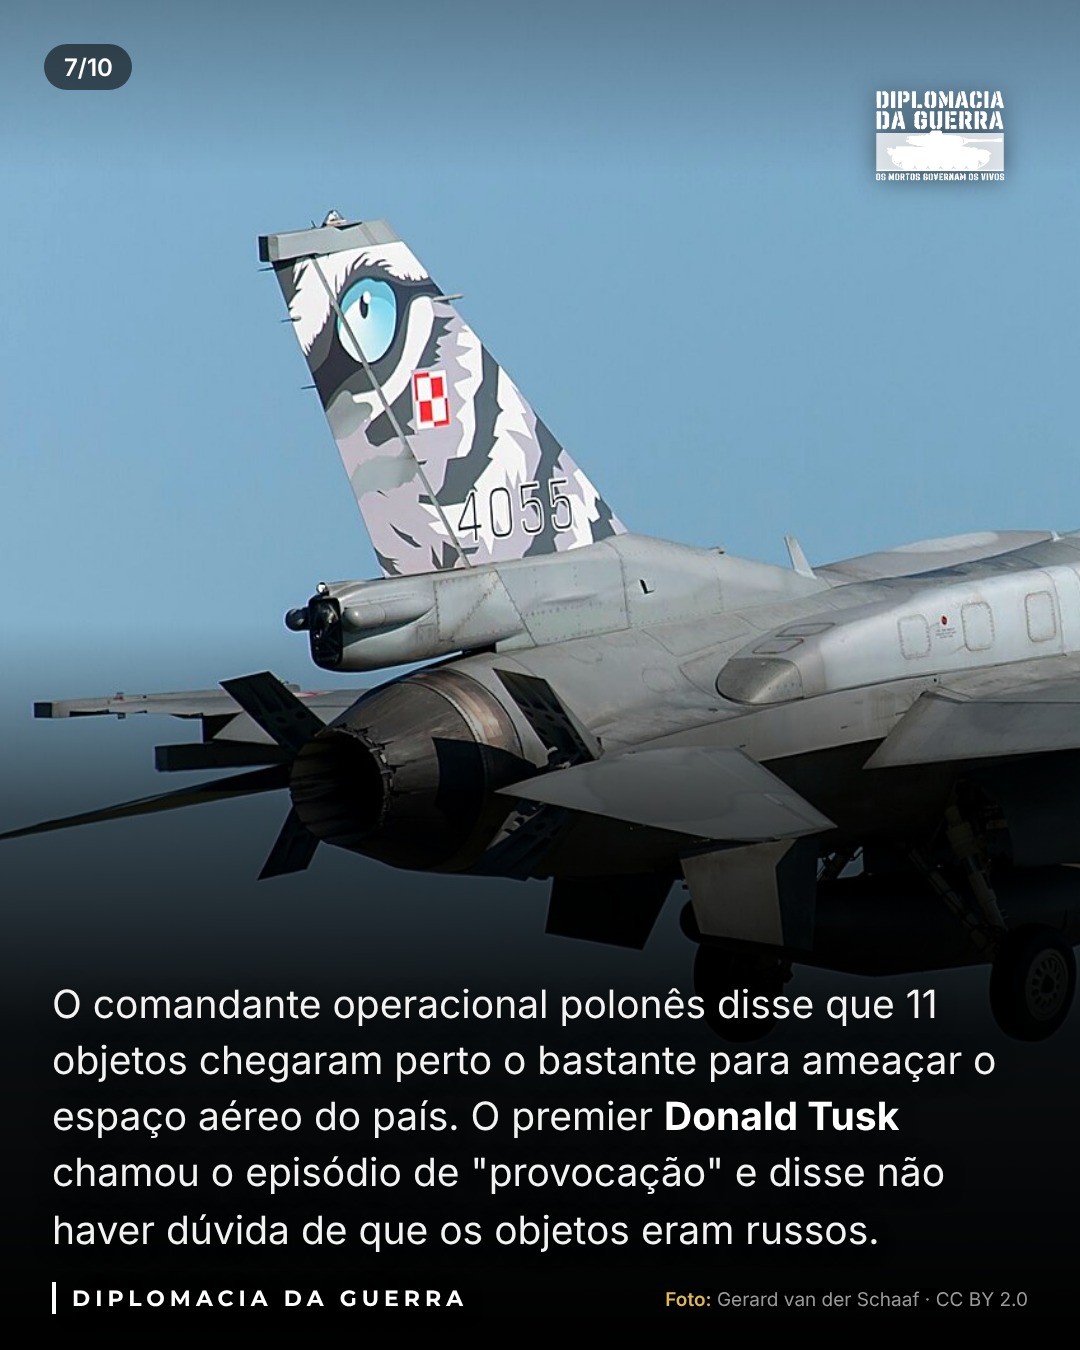 7/10
DIPLOMACIA
DA GUERRA
OS MORTOS GOVERNAM OS VIVOS
4055
O comandante operacional polonês disse que 11
objetos chegaram perto o bastante para ameaçar o
espaço aéreo do país. O premier Donald Tusk
chamou o episódio de "provocação" e disse não
haver dúvida de que os objetos eram russos.
DIPLOMACIA DA GUERRA
Foto: Gerard van der Schaaf · CC BY 2.0